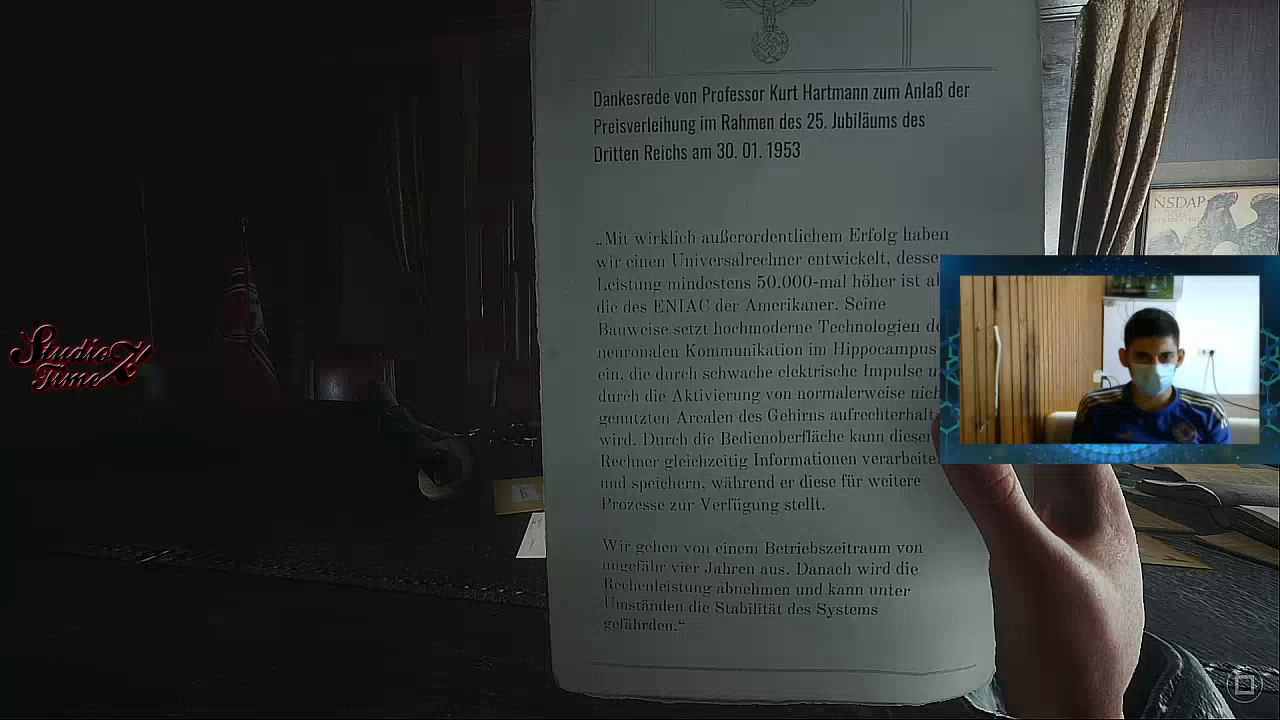 Dankesrede von Professor Kurt Hartmann zum Anlaß der
Preisverleihung im Rahmen des 25. Jubiläums des
Dritten Reichs am 30. 01. 1953
„Mit wirklich außerordentlichem Erfolg haben
wir einen Universalrechner entwickelt,
Leistung mindestens 50.000-mal höher ist
die des ENIAC der Amerikaner. Seine
Bauweise setzt hochmoderne Technologien
neuronalen Kommunikation im Hippocampus
ein, die durch schwache elektrische Impulse
durch die Aktivierung von normalerweise
genutzten Arealen des Gehirns aufrechterhalt
wird. Durch die Bedienoberfläche kann dieser
Rechner gleichzeitig Informationen
und speichern, während er diese für weitere
Prozesse zur Verfügung stellt.
Wir gehen von einem Betriebszeitraum von
ungefähr vier Jahren aus. Danach wird die
Rechenleistung abnehmen und kann unter
Umständen die Stabilität des Systems
gefährden.“
NSDAP
Studio X
Time